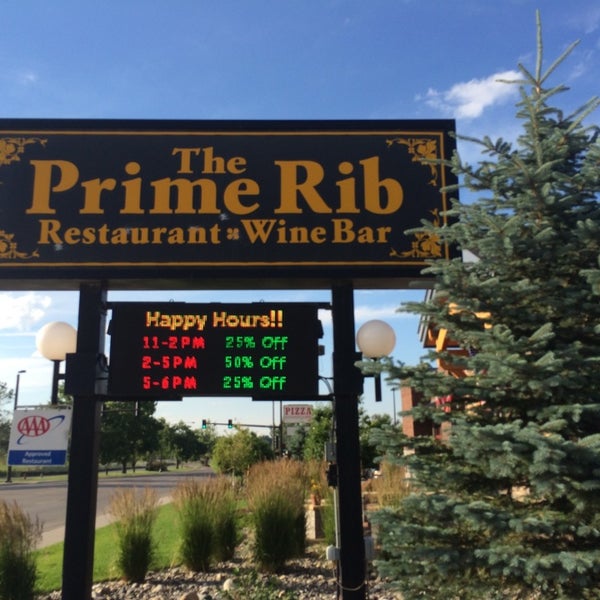 The
Prime Rib
Restaurant Wine Bar
Happy Hours!!
11-2PM 25% Off
2-5PM 50% Off
5-6PM 25% Off
PIZZA
AAA
Approved
Restaurant